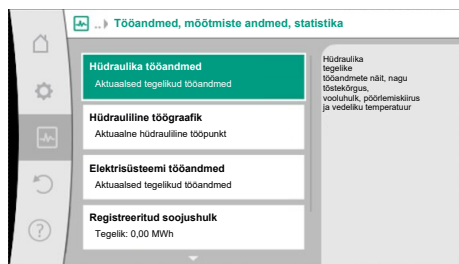 ..▸ Tööandmed, mõõtmiste andmed, statistika
Hüdraulika tööandmed
Aktuaalsed tegelikud tööandmed
Hüdrauliline töögraafik
Aktuaalne hüdrauliline tööpunkt
Elektrisüsteemi tööandmed
Aktuaalsed tegelikud tööandmed
Registreeritud soojushulk
Tegelik: 0,00 MWh
Hüdraulika
tegelike
tööandmete näit, nagu
tõstekõrgus,
vooluhulk, pöörlemiskiirus
ja vedeliku temperatuur